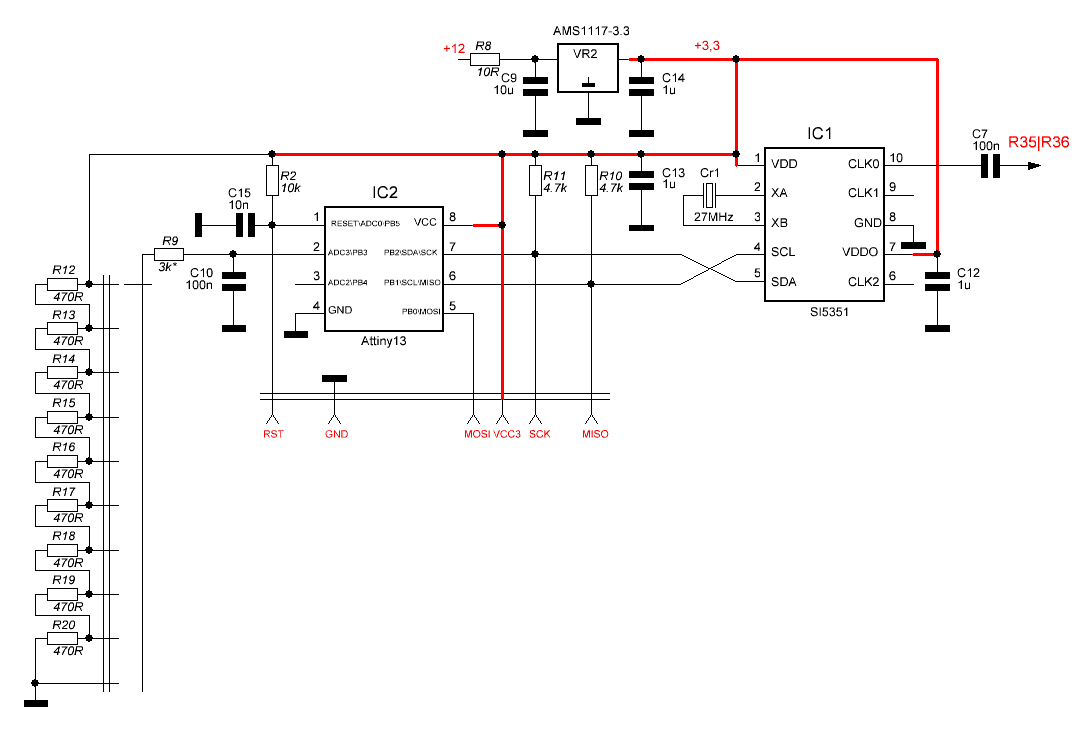 AMS1117-3.3
+12
R8
10R
VR2
+3,3
C9
10u
C14
1u
IC1
C7
100n
R35|R36
R2
10k
R11
4.7k
R10
4.7k
C13
1u
Cr1
27MHz
1 VDD CLK0 10
2 XA CLK1 9
3 XB GND 8
4 SCL VDDO 7
5 SDA CLK2 6
SI5351
C12
1u
C15
10n
IC2
1 RESET\ADC0\PB5 VCC 8
2 ADC3\PB3 PB2\SDA\SCK 7
3 ADC2\PB4 PB1\SCL\MISO 6
4 GND PB0\MOSI 5
Attiny13
R9
3k*
C10
100n
R12
470R
R13
470R
R14
470R
R15
470R
R16
470R
R17
470R
R18
470R
R19
470R
R20
470R
RST GND MOSI VCC3 SCK MISO